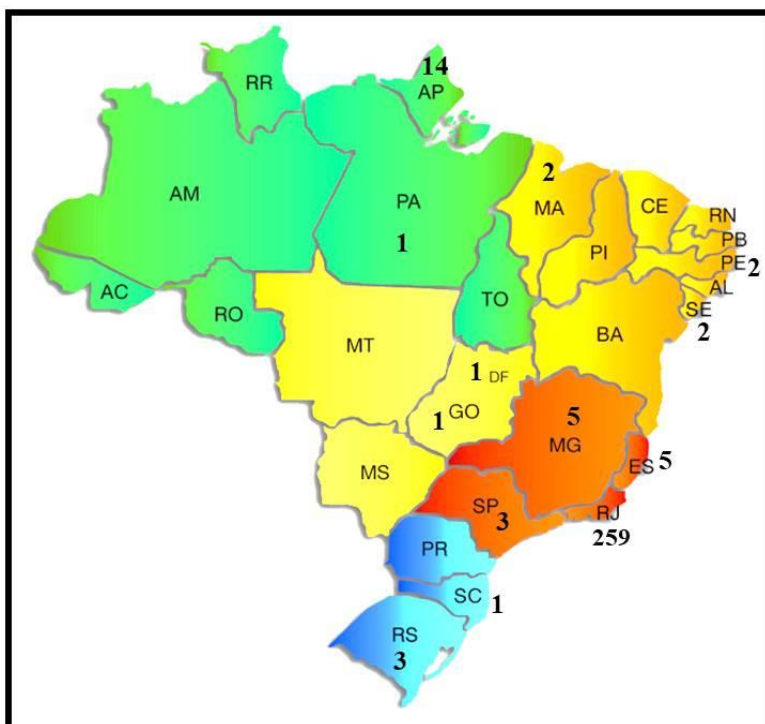 14
AP
RR
2
MA
CE
RN
AM
PA
PB
PI
PE
2
1
AL
AC
TO
SE
RO
2
BA
MT
1 DF
1 GO
5
MG
ES 5
MS
SP
3
RJ
259
PR
SC 1
RS
3